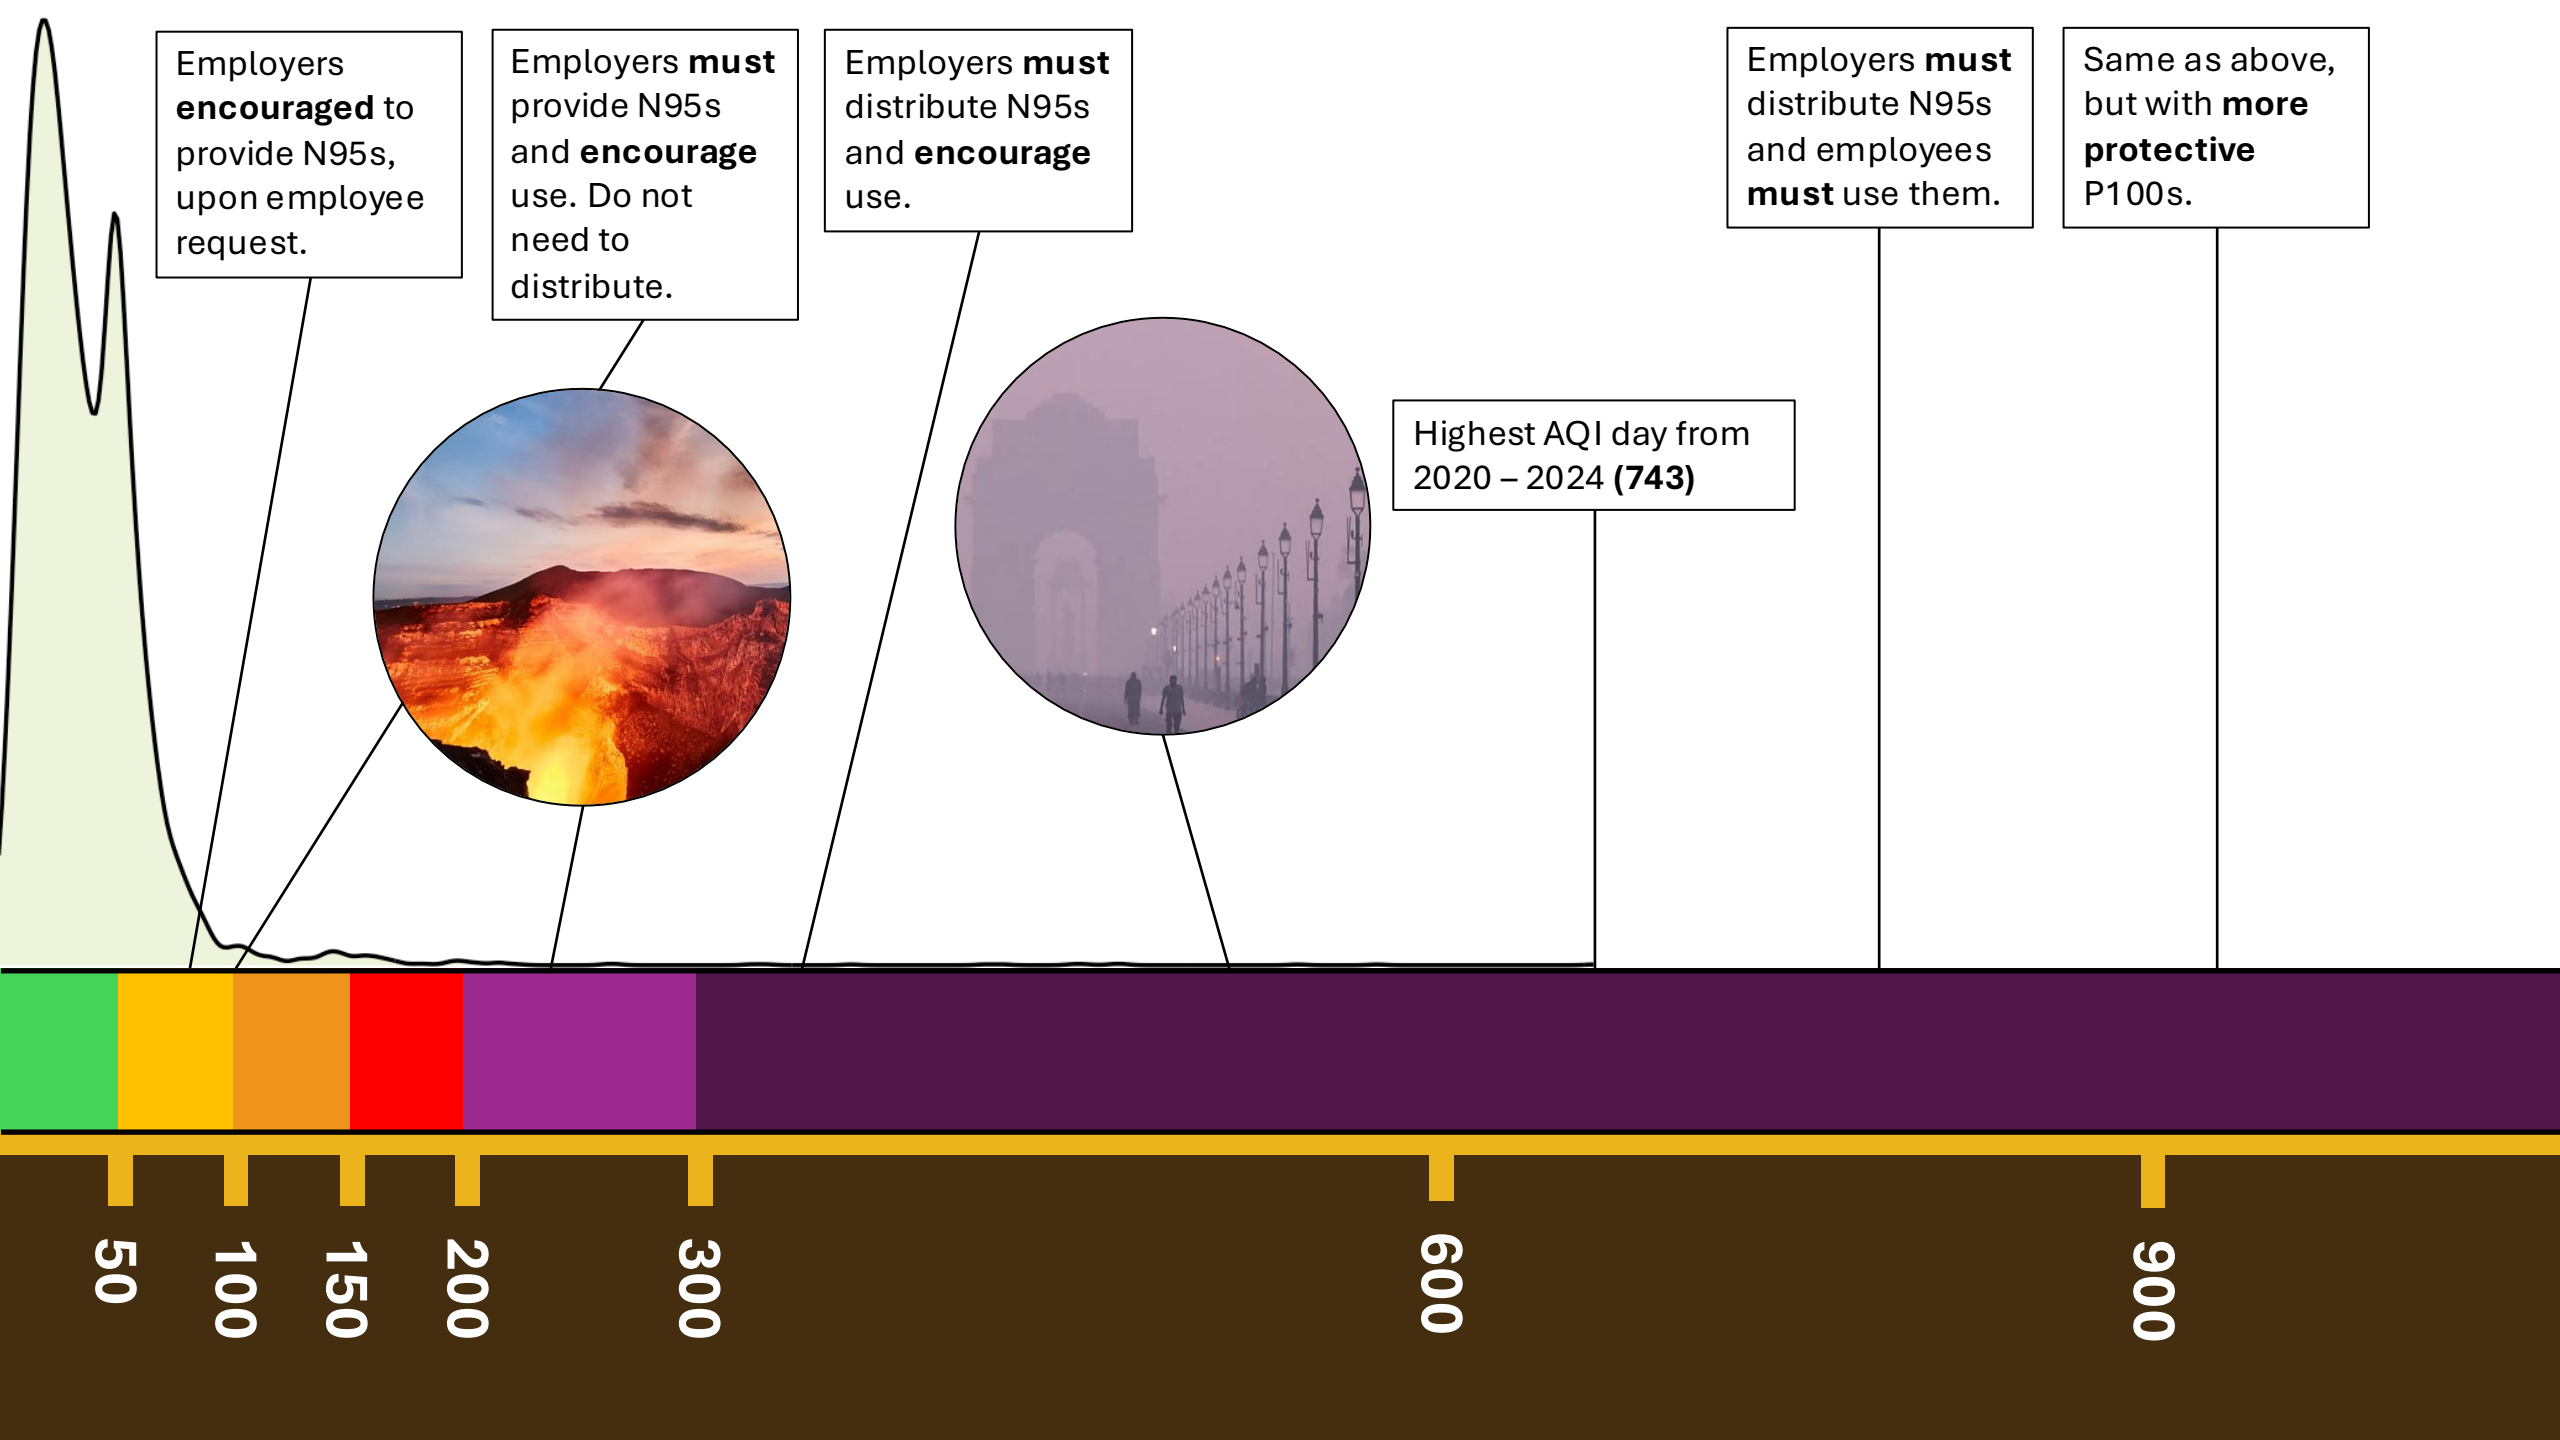 Employers
encouraged to
provide N95s,
upon employee
request.
Employers must
provide N95s
and encourage
use. Do not
need to
distribute.
Employers must
distribute N95s
and encourage
use.
Employers must
distribute N95s
and employees
must use them.
Same as above,
but with more
protective
P100s.
Highest AQI day from
2020 – 2024 (743)
50
100
150
200
300
600
900